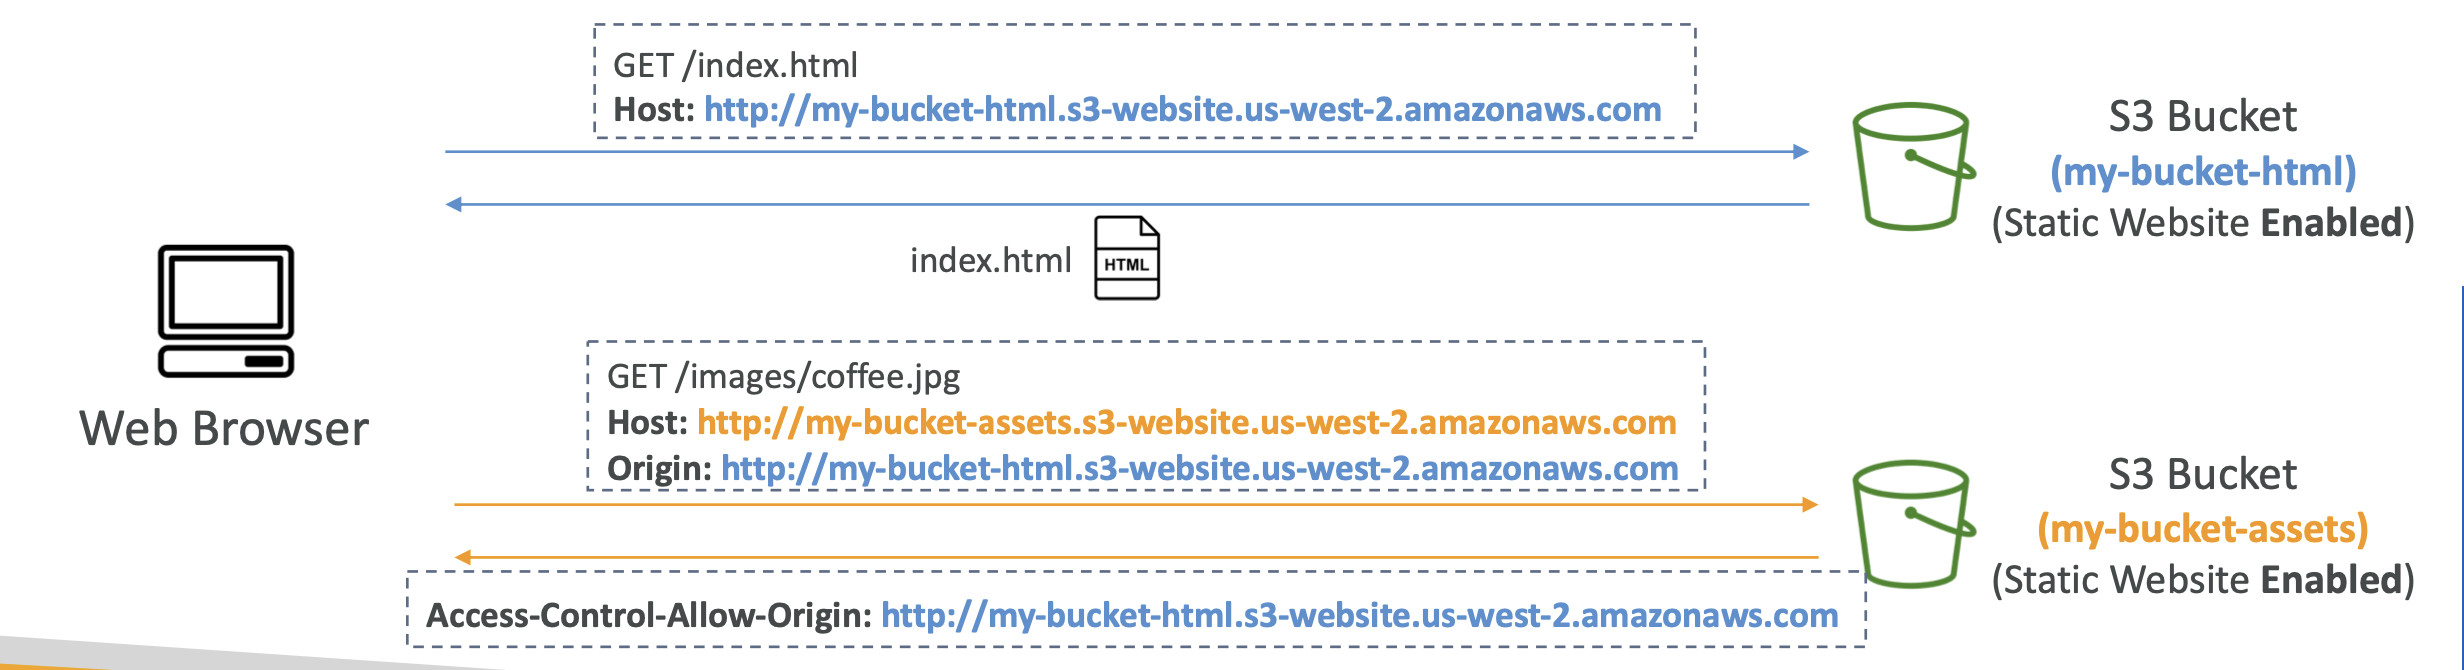 GET /index.html
Host: http://my-bucket-html.s3-website.us-west-2.amazonaws.com
S3 Bucket
(my-bucket-html)
(Static Website Enabled)
index.html
HTML
Web Browser
GET /images/coffee.jpg
Host: http://my-bucket-assets.s3-website.us-west-2.amazonaws.com
Origin: http://my-bucket-html.s3-website.us-west-2.amazonaws.com
S3 Bucket
(my-bucket-assets)
(Static Website Enabled)
Access-Control-Allow-Origin: http://my-bucket-html.s3-website.us-west-2.amazonaws.com